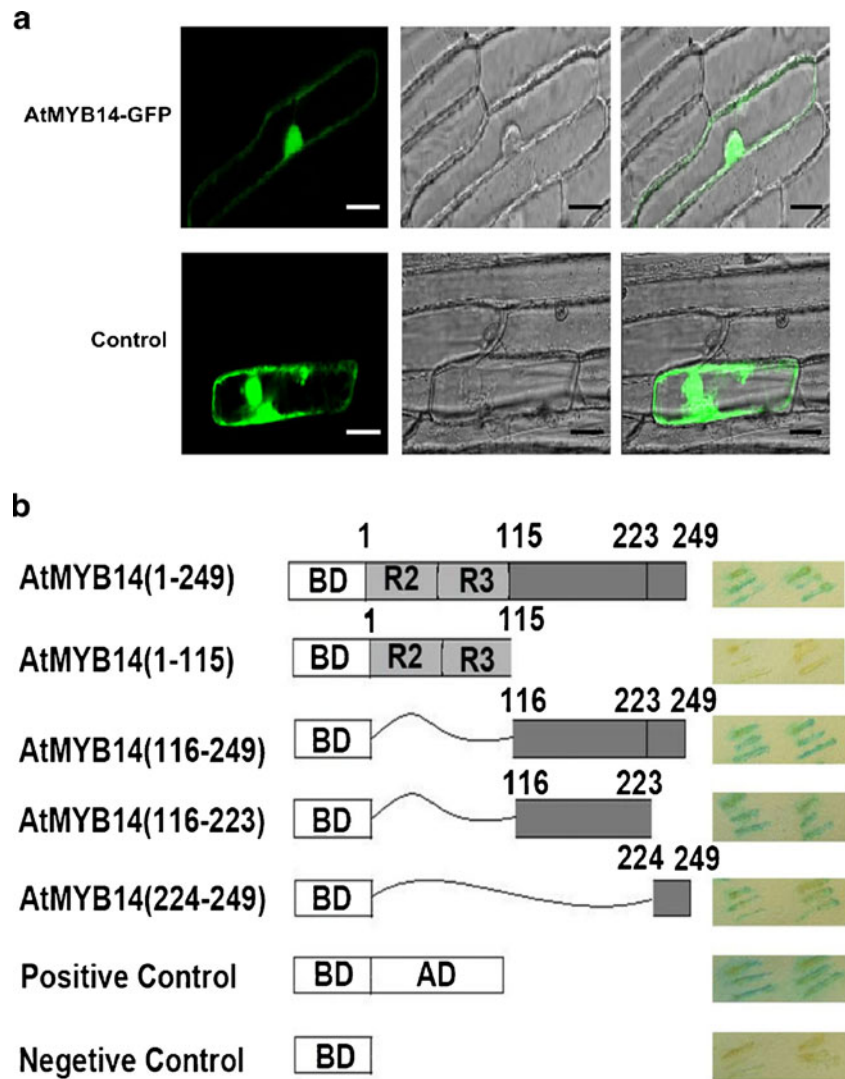 a
AtMYB14-GFP
Control
b
1 115 223 249
AtMYB14(1-249) BD R2 R3
1 115
AtMYB14(1-115) BD R2 R3
116 223 249
AtMYB14(116-249) BD
116 223
AtMYB14(116-223) BD
224 249
AtMYB14(224-249) BD
Positive Control BD AD
Negetive Control BD